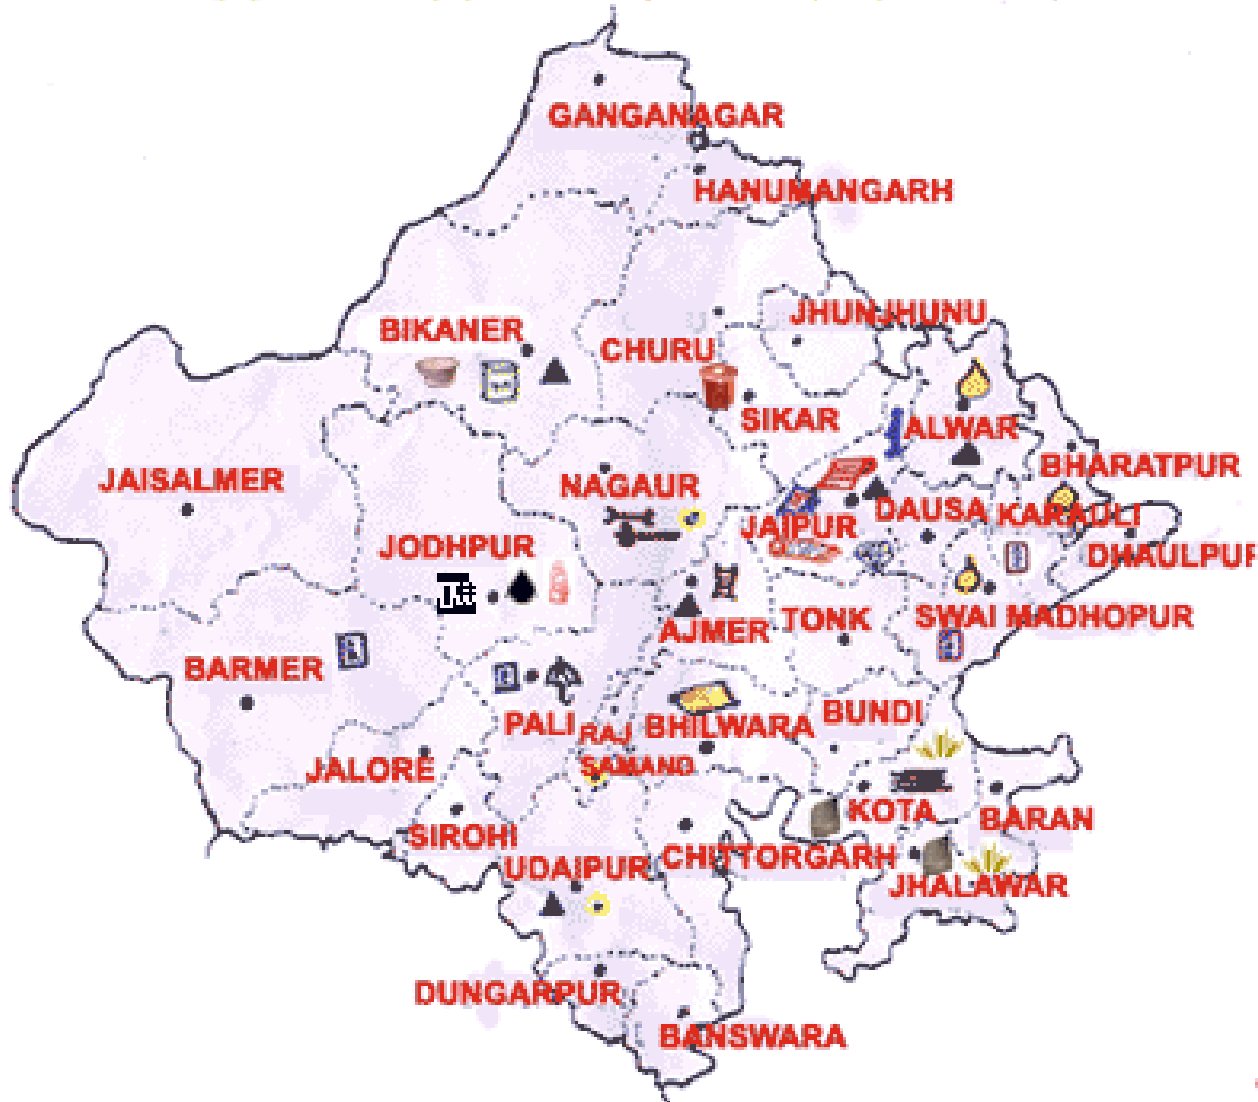 GANGANAGAR
HANUMANGARH
JHUNJHUNU
BIKANER
CHURU
SIKAR
ALWAR
BHARATPUR
JAISALMER
NAGAUR
JAIPUR
DAUSA
KARAULI
JODHPUR
DHAULPUR
AJMER
TONK
SWAI MADHOPUR
BARMER
PALI
RAJ
SAMAND
BHILWARA
BUNDI
JALORE
KOTA
BARAN
SIROHI
UDAIPUR
CHITTORGARH
JHALAWAR
DUNGARPUR
BANSWARA